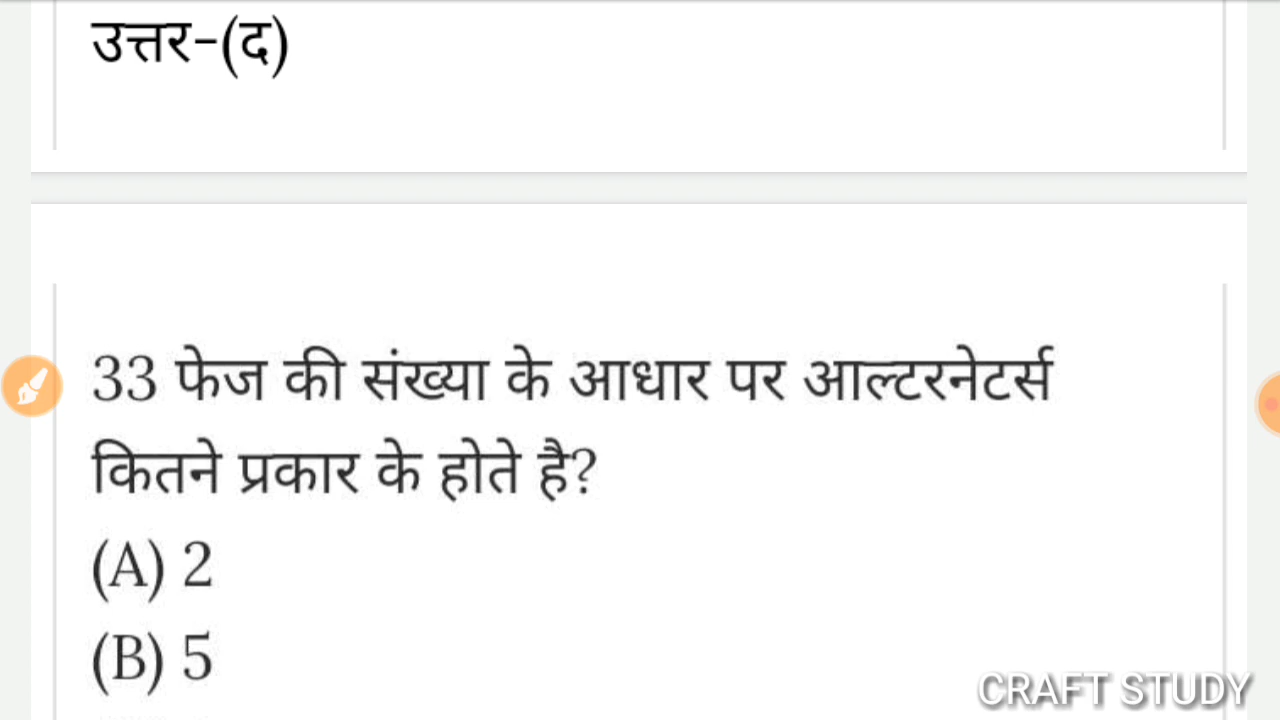 उत्तर-(द)
33 फेज की संख्या के आधार पर आल्टरनेटर्स
कितने प्रकार के होते है?
(A) 2
(B) 5
CRAFT STUDY